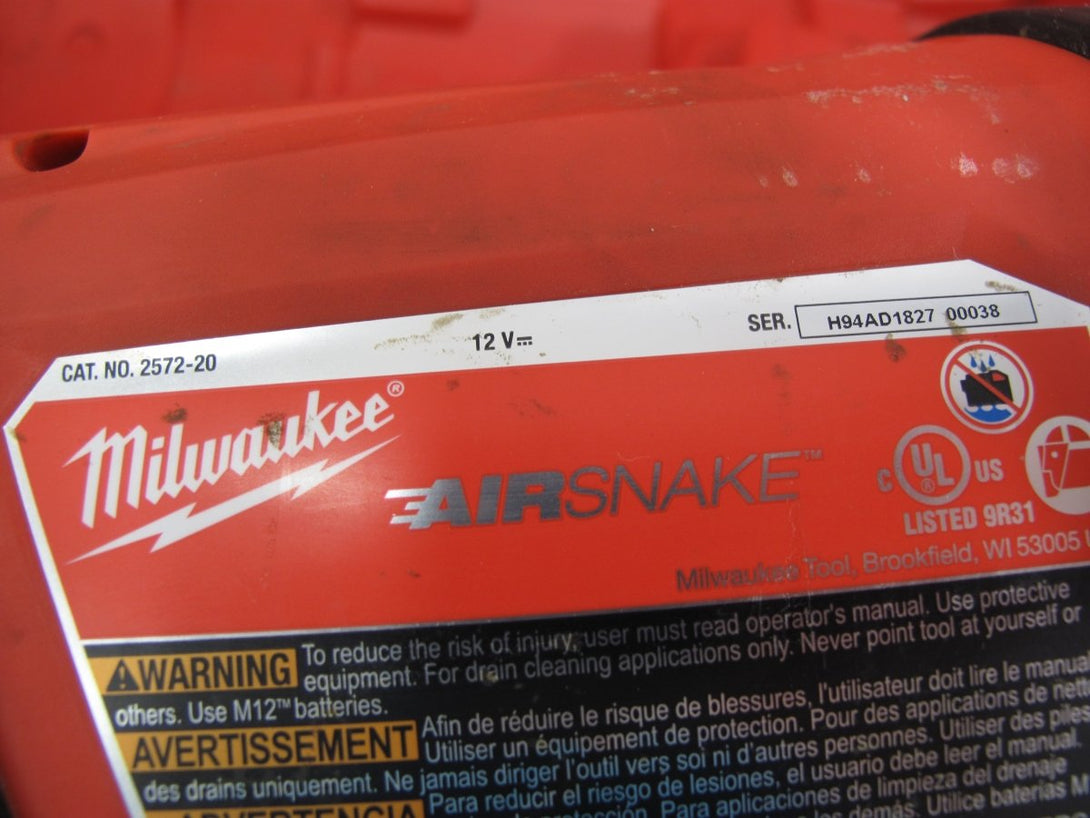 CAT. NO. 2572-20
12 V⎓
SER. H94AD1827 00038
Milwaukee®
AIRSNAKE™
C UL® US
LISTED 9R31
Milwaukee Tool, Brookfield, WI 53005
WARNING To reduce the risk of injury, user must read operator's manual. Use protective
equipment. For drain cleaning applications only. Never point tool at yourself or
others. Use M12™ batteries.
AVERTISSEMENT Afin de réduire le risque de blessures, l'utilisateur doit lire le manuel
Utiliser un équipement de protection. Pour des applications de
des drains uniquement. Ne jamais diriger l'outil vers soi ni d'autres personnes. Utiliser des piles
ADVERTENCIA Para reducir el riesgo de lesiones, el usuario debe leer el manual.
protección. Para aplicaciones de limpieza del drenaje
demás. Utilice baterías